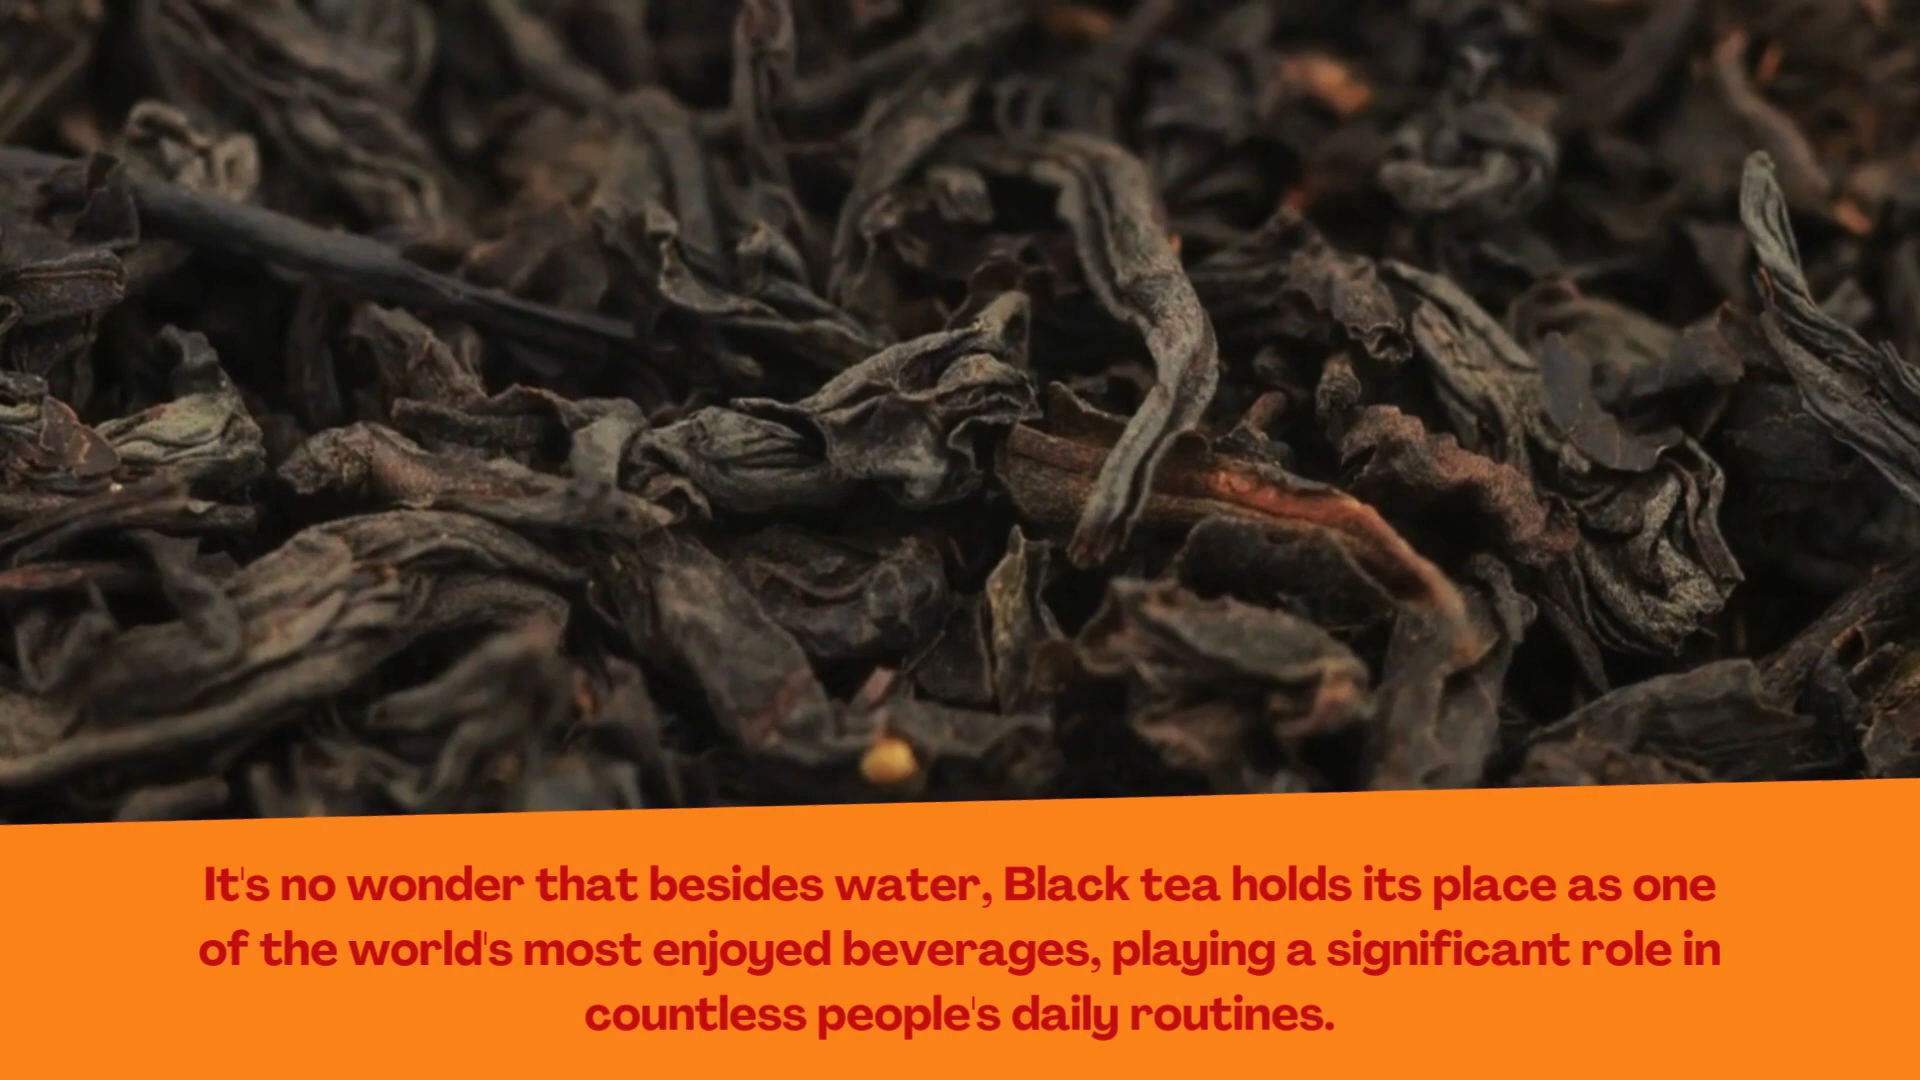 It's no wonder that besides water, Black tea holds its place as one
of the world's most enjoyed beverages, playing a significant role in
countless people's daily routines.